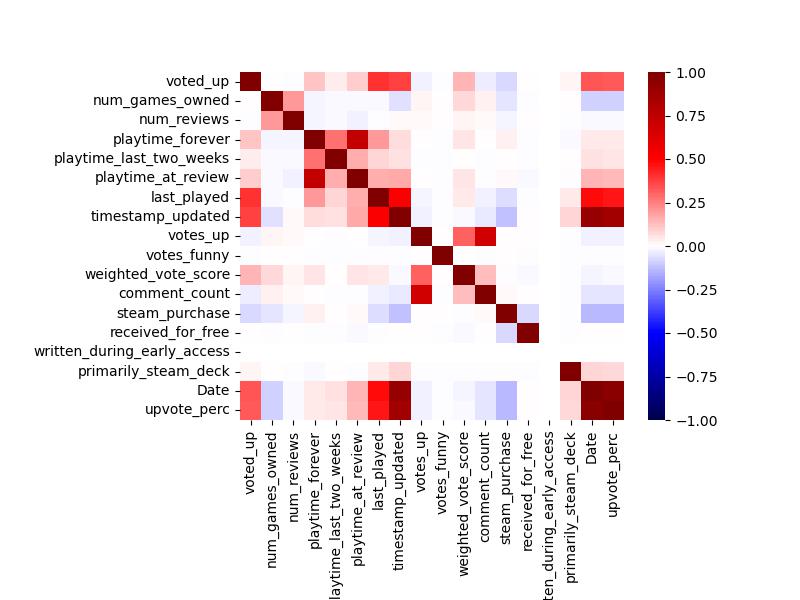 voted_up
num_games_owned
num_reviews
playtime_forever
playtime_last_two_weeks
playtime_at_review
last_played
timestamp_updated
votes_up
votes_funny
weighted_vote_score
comment_count
steam_purchase
received_for_free
written_during_early_access
primarily_steam_deck
Date
upvote_perc
1.00
0.75
0.50
0.25
0.00
−0.25
−0.50
−0.75
−1.00
voted_up
num_games_owned
num_reviews
playtime_forever
laytime_last_two_weeks
playtime_at_review
last_played
timestamp_updated
votes_up
votes_funny
weighted_vote_score
comment_count
steam_purchase
received_for_free
ten_during_early_access
primarily_steam_deck
Date
upvote_perc